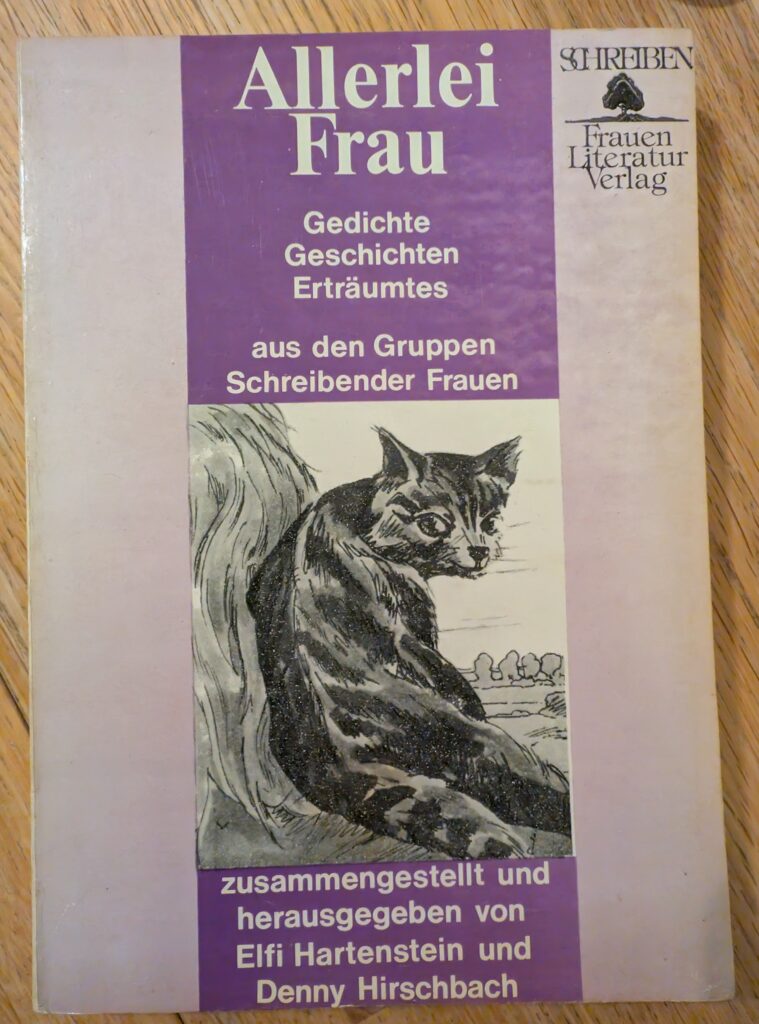 Allerlei
Frau
Gedichte
Geschichten
Erträumtes
aus den Gruppen
Schreibender Frauen
SCHREIBEN
Frauen
Literatur
Verlag
zusammengestellt und
herausgegeben von
Elfi Hartenstein und
Denny Hirschbach